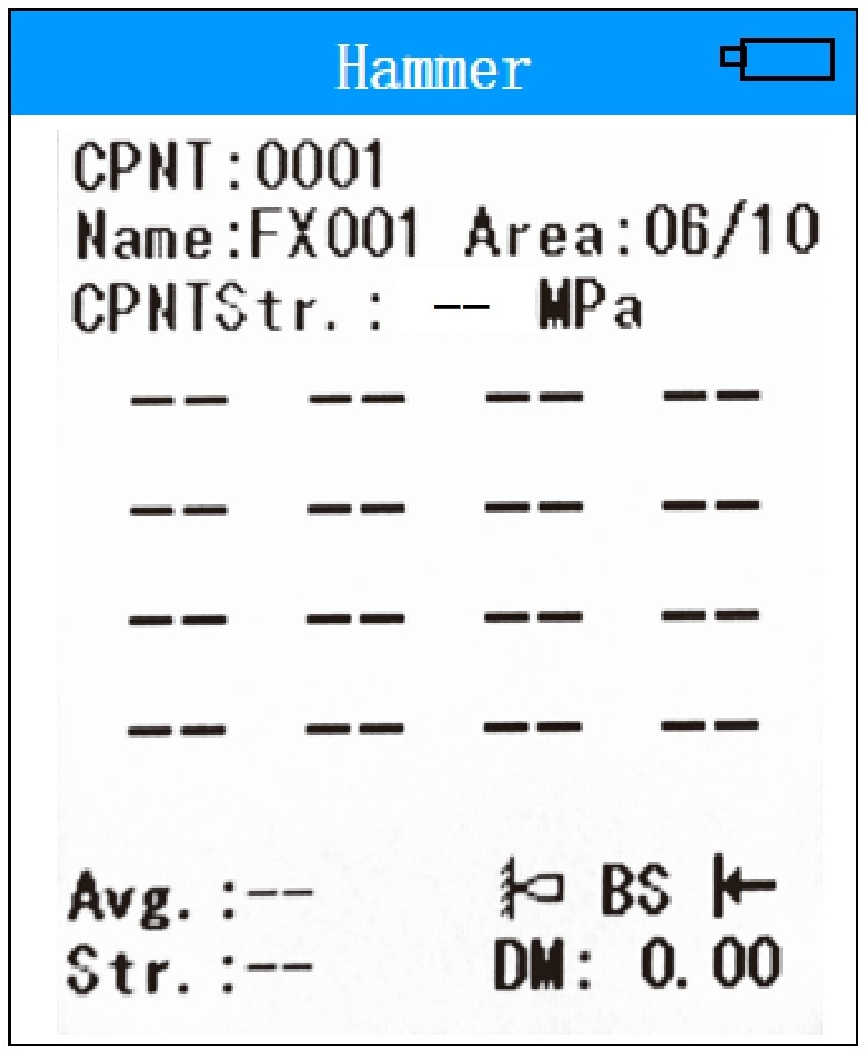 Hammer
CPNT:0001
Name:FX001 Area:06/10
CPNTStr.: -- MPa
-- -- -- --
-- -- -- --
-- -- -- --
-- -- -- --
Avg.:-- BS
Str.:-- DM: 0.00